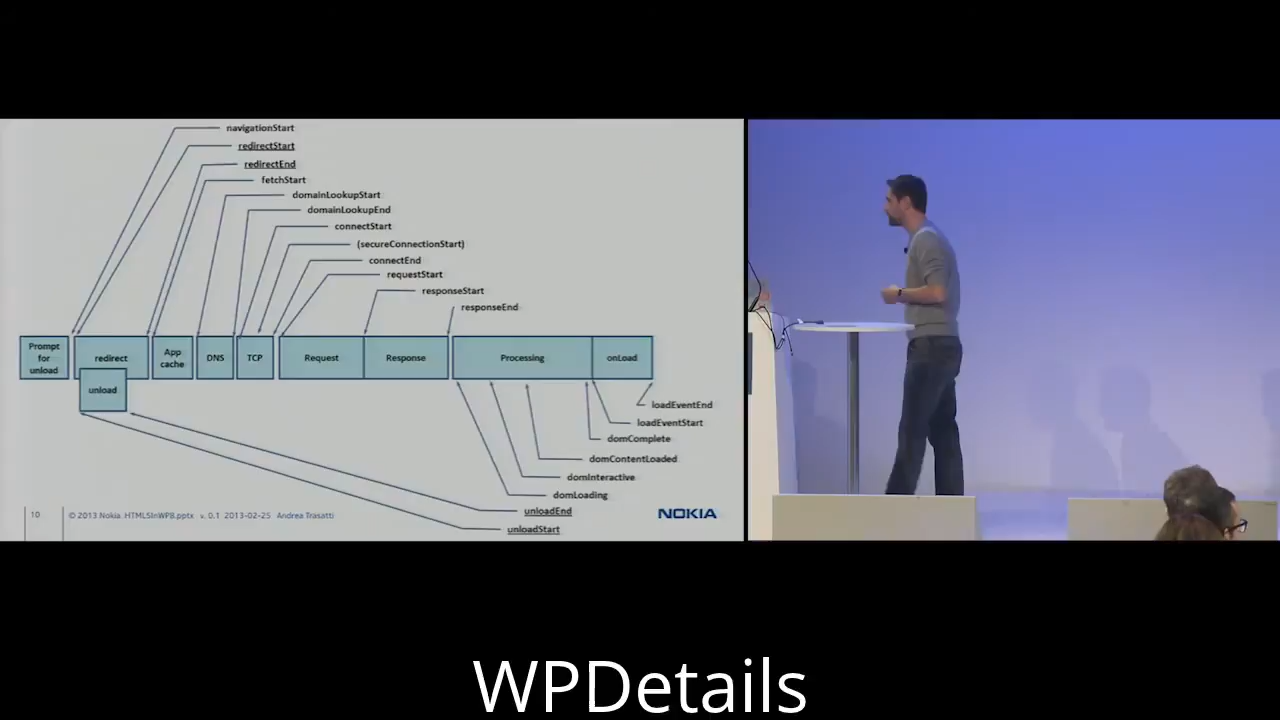 navigationStart
redirectStart
redirectEnd
fetchStart
domainLookupStart
domainLookupEnd
connectStart
(secureConnectionStart)
connectEnd
requestStart
responseStart
responseEnd
Prompt
for
unload
redirect
unload
App
cache
DNS
TCP
Request
Response
Processing
onLoad
loadEventEnd
loadEventStart
domComplete
domContentLoaded
domInteractive
domLoading
unloadEnd
unloadStart
10
© 2013 Nokia HTML5InWP8.pptx v. 0.1 2013-02-25 Andrea Trasatti
NOKIA
WPDetails